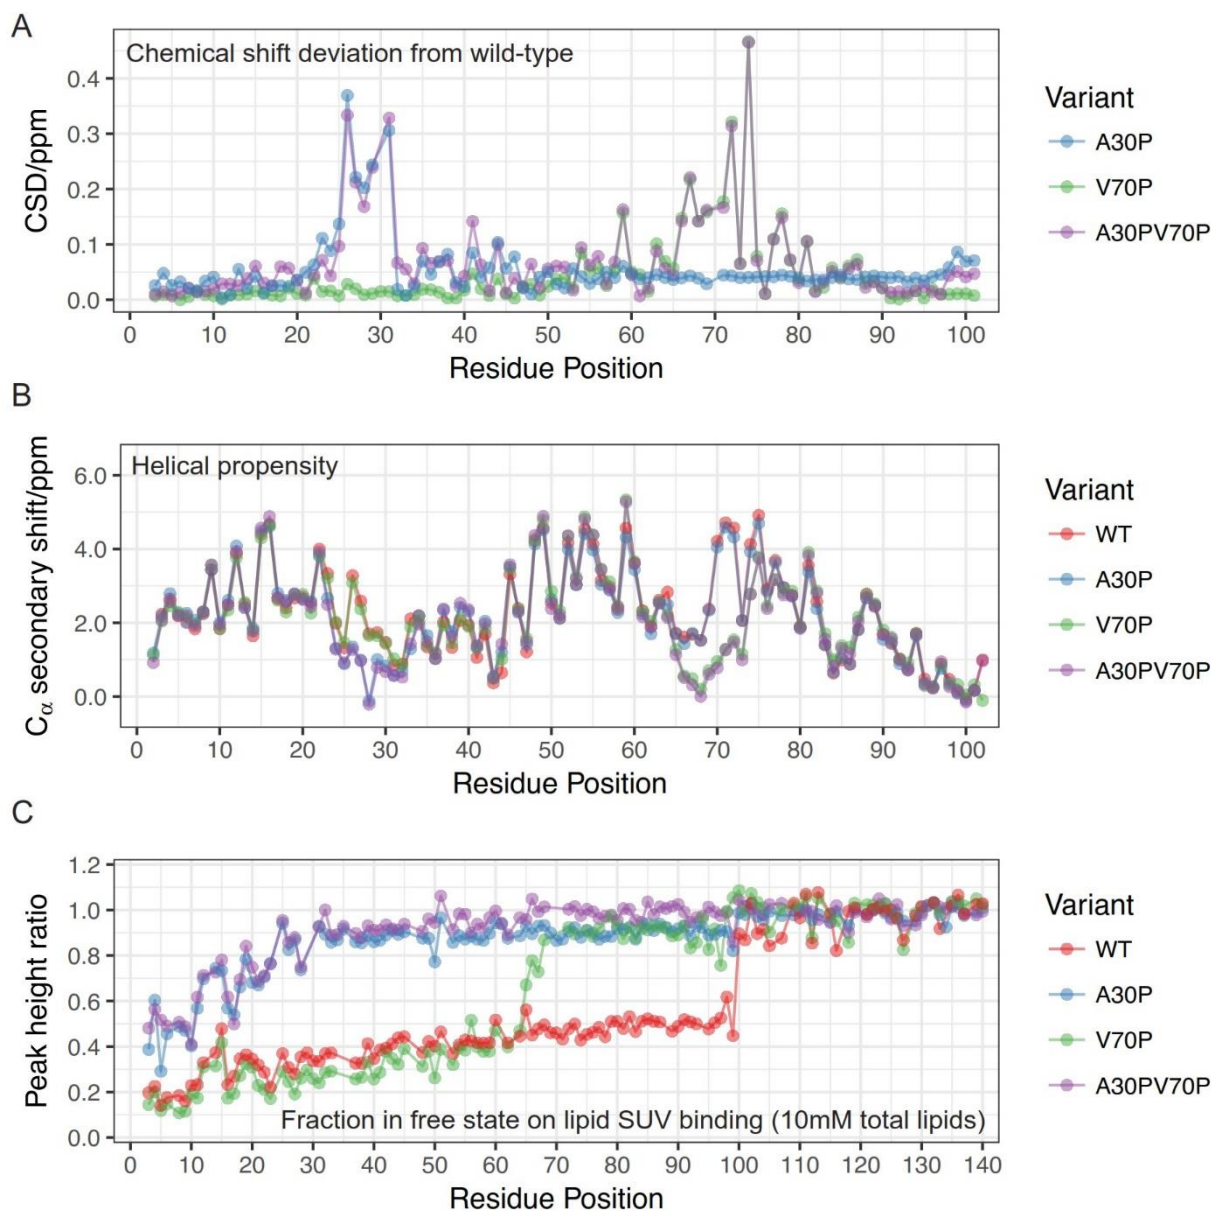 A
Chemical shift deviation from wild-type
CSD/ppm
0.4
0.3
0.2
0.1
0.0
0 10 20 30 40 50 60 70 80 90 100
Residue Position
Variant
A30P
V70P
A30PV70P
B
Helical propensity
Cα secondary shift/ppm
6.0
4.0
2.0
0.0
0 10 20 30 40 50 60 70 80 90 100
Residue Position
Variant
WT
A30P
V70P
A30PV70P
C
Peak height ratio
1.2
1.0
0.8
0.6
0.4
0.2
0.0
Fraction in free state on lipid SUV binding (10mM total lipids)
0 10 20 30 40 50 60 70 80 90 100 110 120 130 140
Residue Position
Variant
WT
A30P
V70P
A30PV70P